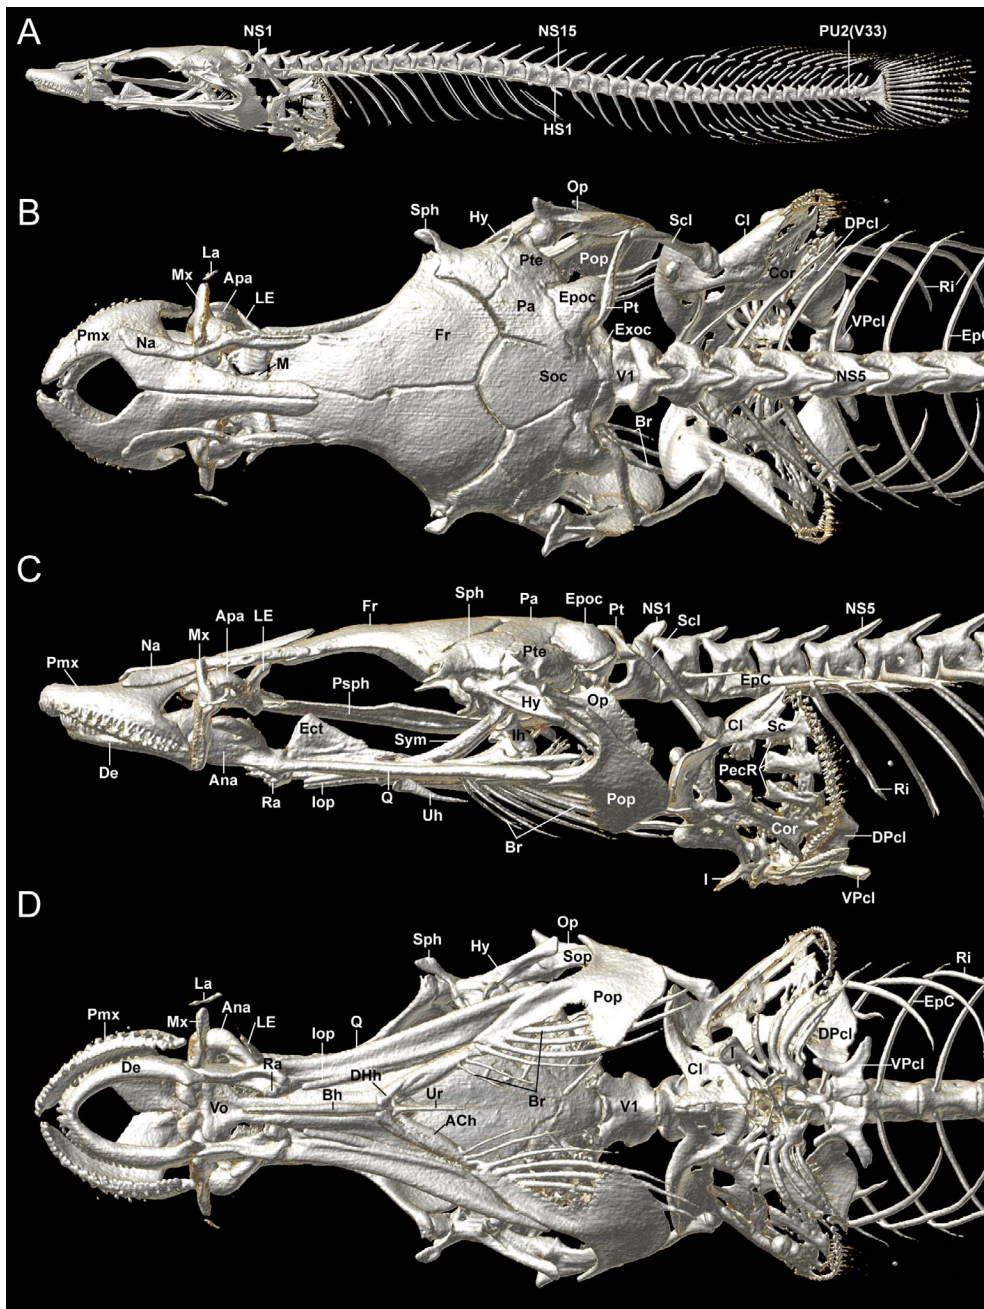 A
NS1 NS15 PU2(V33)
HS1
B
Op
Sph Hy Scl Cl
DPcl
La
Mx Apa LE
Pte Pop Cor Ri
Epoc
Pmx Na Fr Pa Pt VPcl
Exoc EpC
M
Soc V1 NS5
Br
C
Sph Pa Epoc Pt NS1 NS5
Fr Scl
Apa LE
Mx
Na Pte
Pmx
Psph EpC
Hy Op Cl Sc
Ect Ih
Sym
De PecR
Ana Ra Iop Q Pop Ri
Uh
Cor DPcl
Br
I
VPcl
D
Op
Sph Hy Sop Ri
La
Pmx Mx Ana LE Pop EpC
Iop Q DPcl
De
I VPcl
Ra DHh Cl
Vo Bh Ur Br V1
ACh